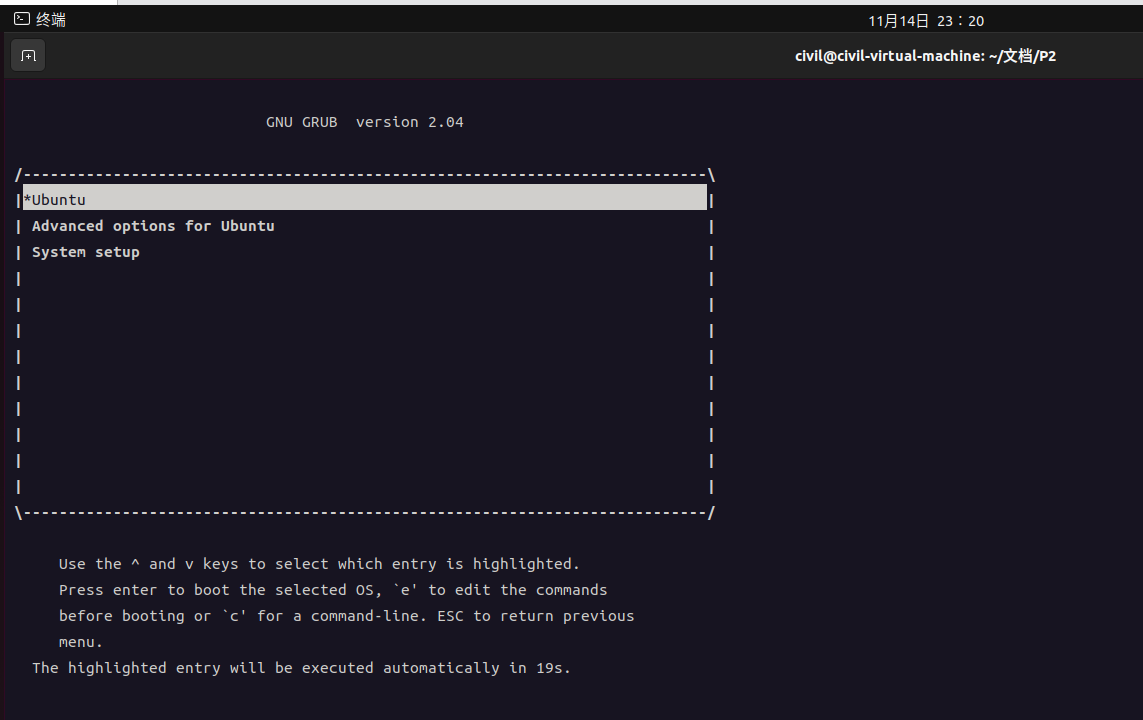 终端
11月14日 23：20
civil@civil-virtual-machine: ~/文档/P2
GNU GRUB  version 2.04
/----------------------------------------------------------------------------\
|*Ubuntu                                                                     |
| Advanced options for Ubuntu                                                |
| System setup                                                               |
|                                                                            |
|                                                                            |
|                                                                            |
|                                                                            |
|                                                                            |
|                                                                            |
|                                                                            |
|                                                                            |
|                                                                            |
\----------------------------------------------------------------------------/
Use the ^ and v keys to select which entry is highlighted.
Press enter to boot the selected OS, `e' to edit the commands
before booting or `c' for a command-line. ESC to return previous
menu.
The highlighted entry will be executed automatically in 19s.